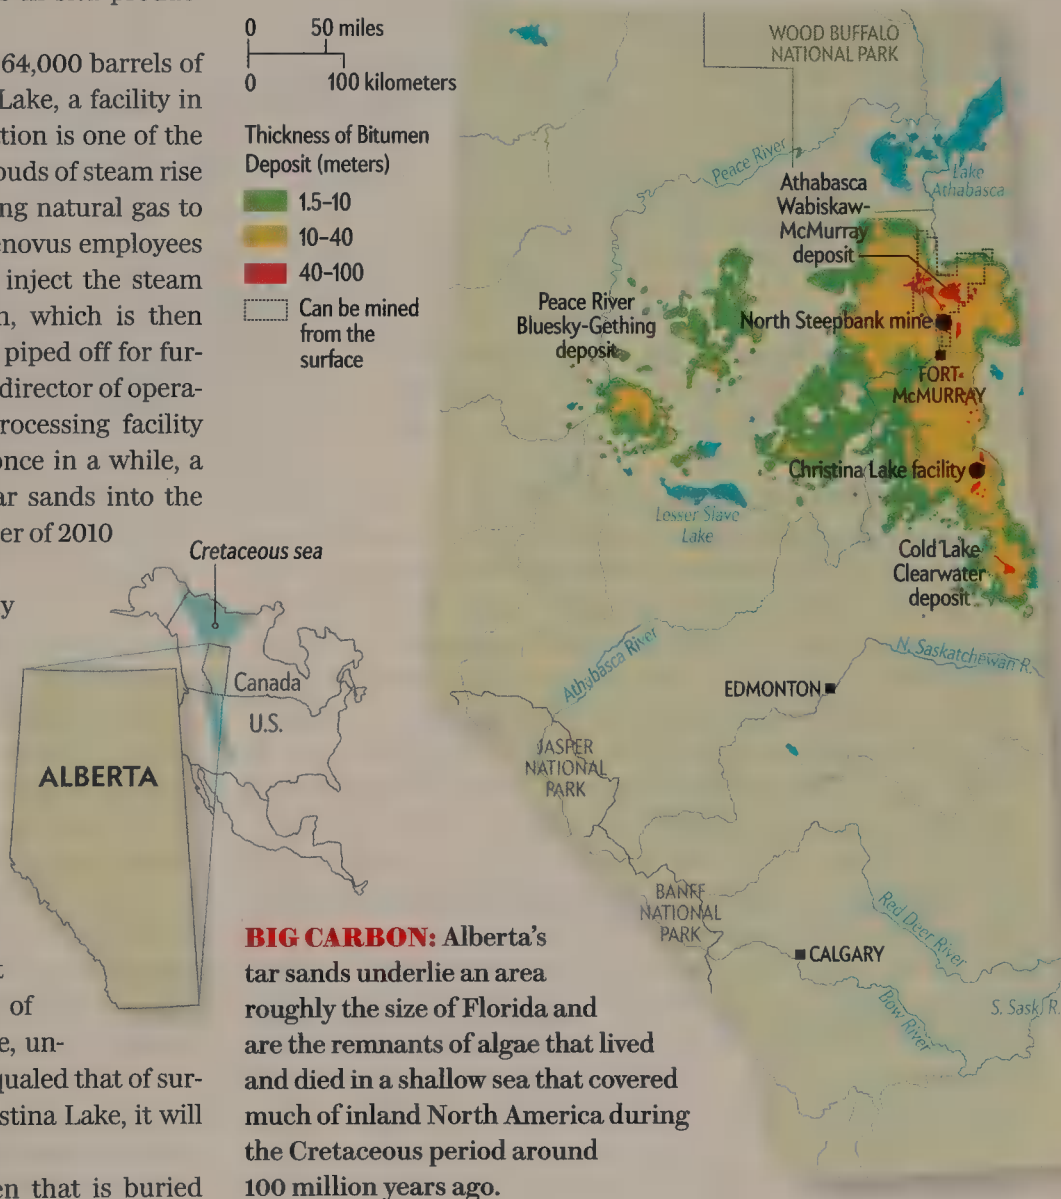 64,000 barrels of
Lake, a facility in
tion is one of the
ouds of steam rise
ing natural gas to
enovus employees
inject the steam
n, which is then
piped off for fur-
director of opera-
rocessing facility
once in a while, a
ar sands into the
er of 2010
y
of
e, un-
qualed that of sur-
stina Lake, it will
en that is buried
0 50 miles
0 100 kilometers
Thickness of Bitumen
Deposit (meters)
1.5–10
10–40
40–100
Can be mined
from the
surface
WOOD BUFFALO
NATIONAL PARK
Peace River
Lake
Athabasca
Athabasca
Wabiskaw-
McMurray
deposit
Peace River
Bluesky-Gething
deposit
North Steepbank mine
FORT
McMURRAY
Christina Lake facility
Lesser Slave
Lake
Cold Lake
Clearwater
deposit
Athabasca River
N. Saskatchewan R.
EDMONTON
JASPER
NATIONAL
PARK
BANFF
NATIONAL
PARK
CALGARY
Red Deer River
Bow River
S. Sask. R.
Cretaceous sea
Canada
U.S.
ALBERTA
BIG CARBON: Alberta's
tar sands underlie an area
roughly the size of Florida and
are the remnants of algae that lived
and died in a shallow sea that covered
much of inland North America during
the Cretaceous period around
100 million years ago.